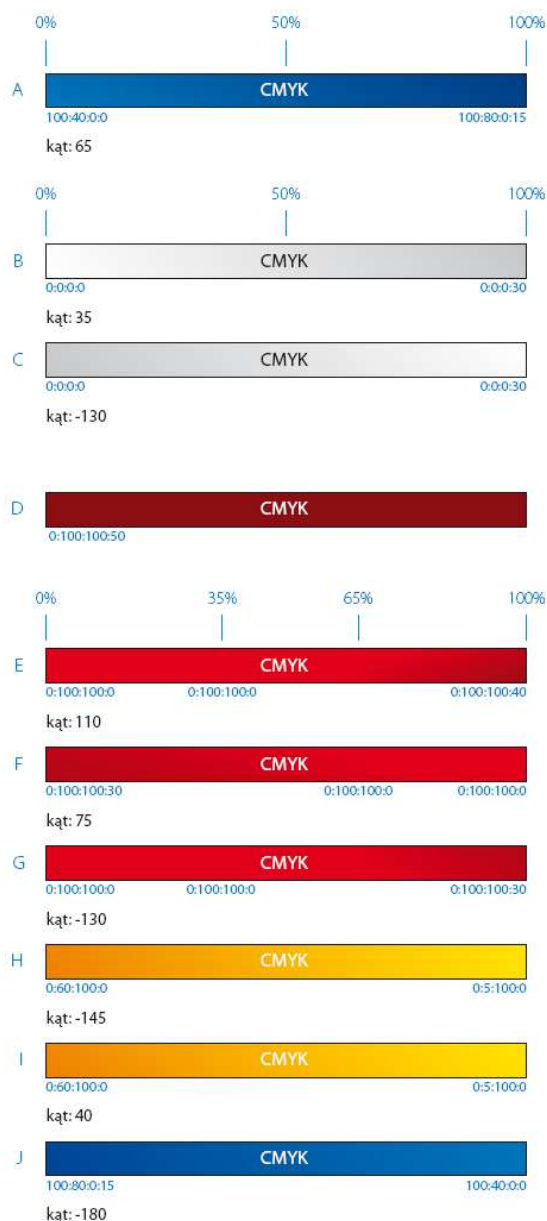 0% 50% 100%
A CMYK
100:40:0:0 100:80:0:15
kąt: 65
0% 50% 100%
B CMYK
0:0:0:0 0:0:0:30
kąt: 35
C CMYK
0:0:0:0 0:0:0:30
kąt: -130
D CMYK
0:100:100:50
0% 35% 65% 100%
E CMYK
0:100:100:0 0:100:100:0 0:100:100:40
kąt: 110
F CMYK
0:100:100:30 0:100:100:0 0:100:100:0
kąt: 75
G CMYK
0:100:100:0 0:100:100:0 0:100:100:30
kąt: -130
H CMYK
0:60:100:0 0:5:100:0
kąt: -145
I CMYK
0:60:100:0 0:5:100:0
kąt: 40
J CMYK
100:80:0:15 100:40:0:0
kąt: -180